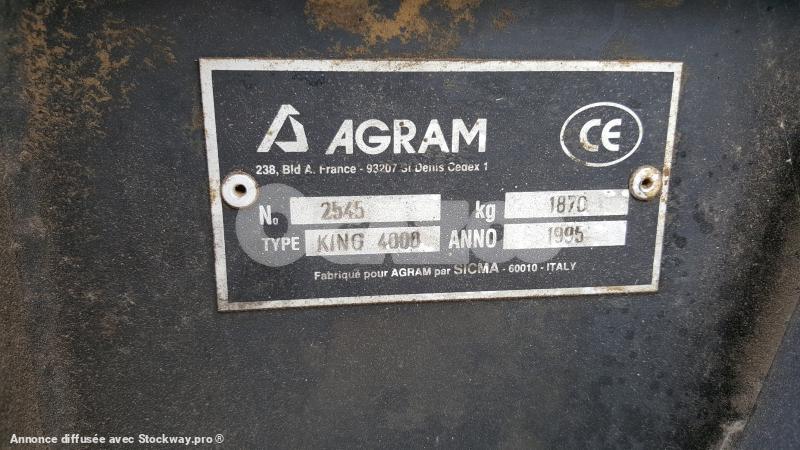 AGRAM
CE
238, Bld A. France - 93207 St Denis Cedex 1
No 2545 kg 1870
TYPE KING 4000 ANNO 1995
Fabriqué pour AGRAM par SICMA - 60010 - ITALY
Annonce diffusée avec Stockway.pro®